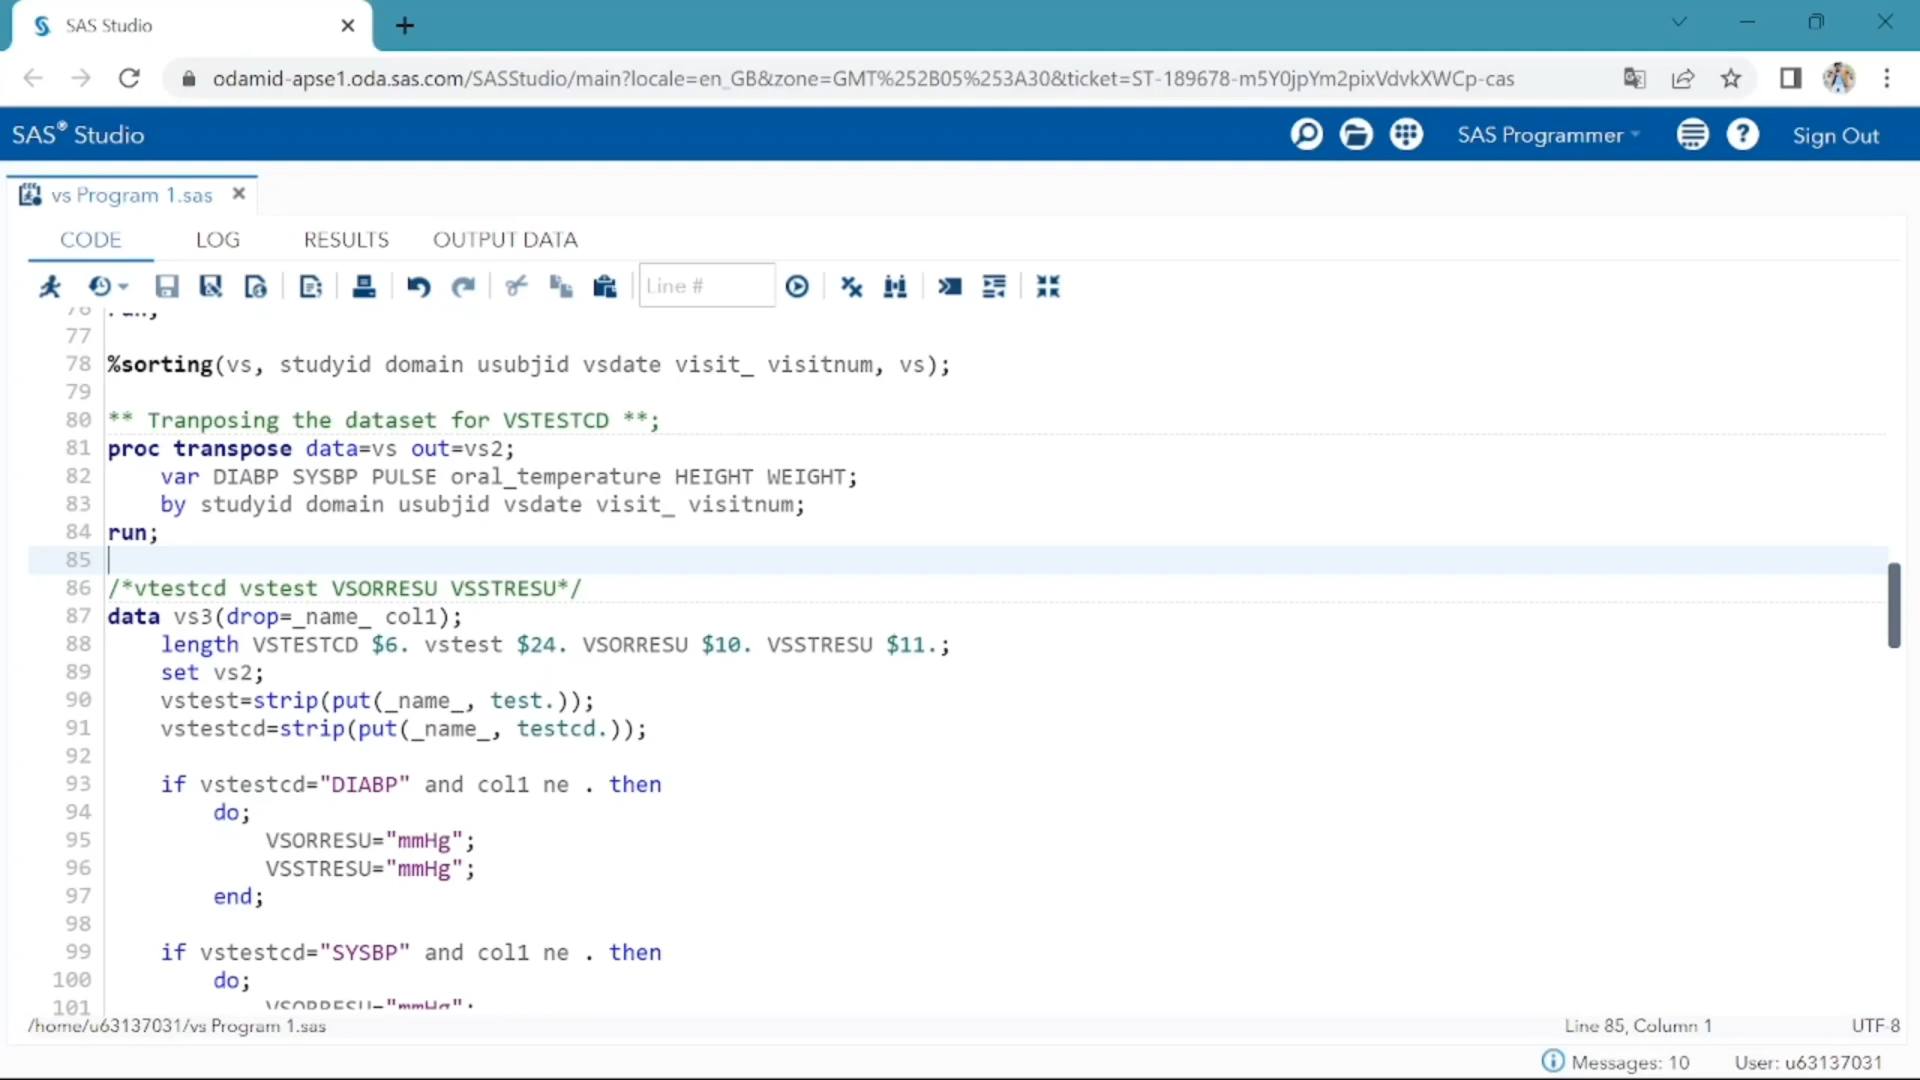 SAS Studio
odamid-apse1.oda.sas.com/SASStudio/main?locale=en_GB&zone=GMT%252B05%253A30&ticket=ST-189678-m5Y0jpYm2pixVdvkXWCp-cas
SAS® Studio
SAS Programmer
Sign Out
vs Program 1.sas
CODE LOG RESULTS OUTPUT DATA
Line #
76 run;
77
78 %sorting(vs, studyid domain usubjid vsdate visit_ visitnum, vs);
79
80 ** Tranposing the dataset for VSTESTCD **;
81 proc transpose data=vs out=vs2;
82 var DIABP SYSBP PULSE oral_temperature HEIGHT WEIGHT;
83 by studyid domain usubjid vsdate visit_ visitnum;
84 run;
85
86 /*vtestcd vstest VSORRESU VSSTRESU*/
87 data vs3(drop=_name_ col1);
88 length VSTESTCD $6. vstest $24. VSORRESU $10. VSSTRESU $11.;
89 set vs2;
90 vstest=strip(put(_name_, test.));
91 vstestcd=strip(put(_name_, testcd.));
92
93 if vstestcd="DIABP" and col1 ne . then
94 do;
95 VSORRESU="mmHg";
96 VSSTRESU="mmHg";
97 end;
98
99 if vstestcd="SYSBP" and col1 ne . then
100 do;
101 VSORRESU="mmHg";
/home/u63137031/vs Program 1.sas
Line 85, Column 1
UTF-8
Messages: 10
User: u63137031